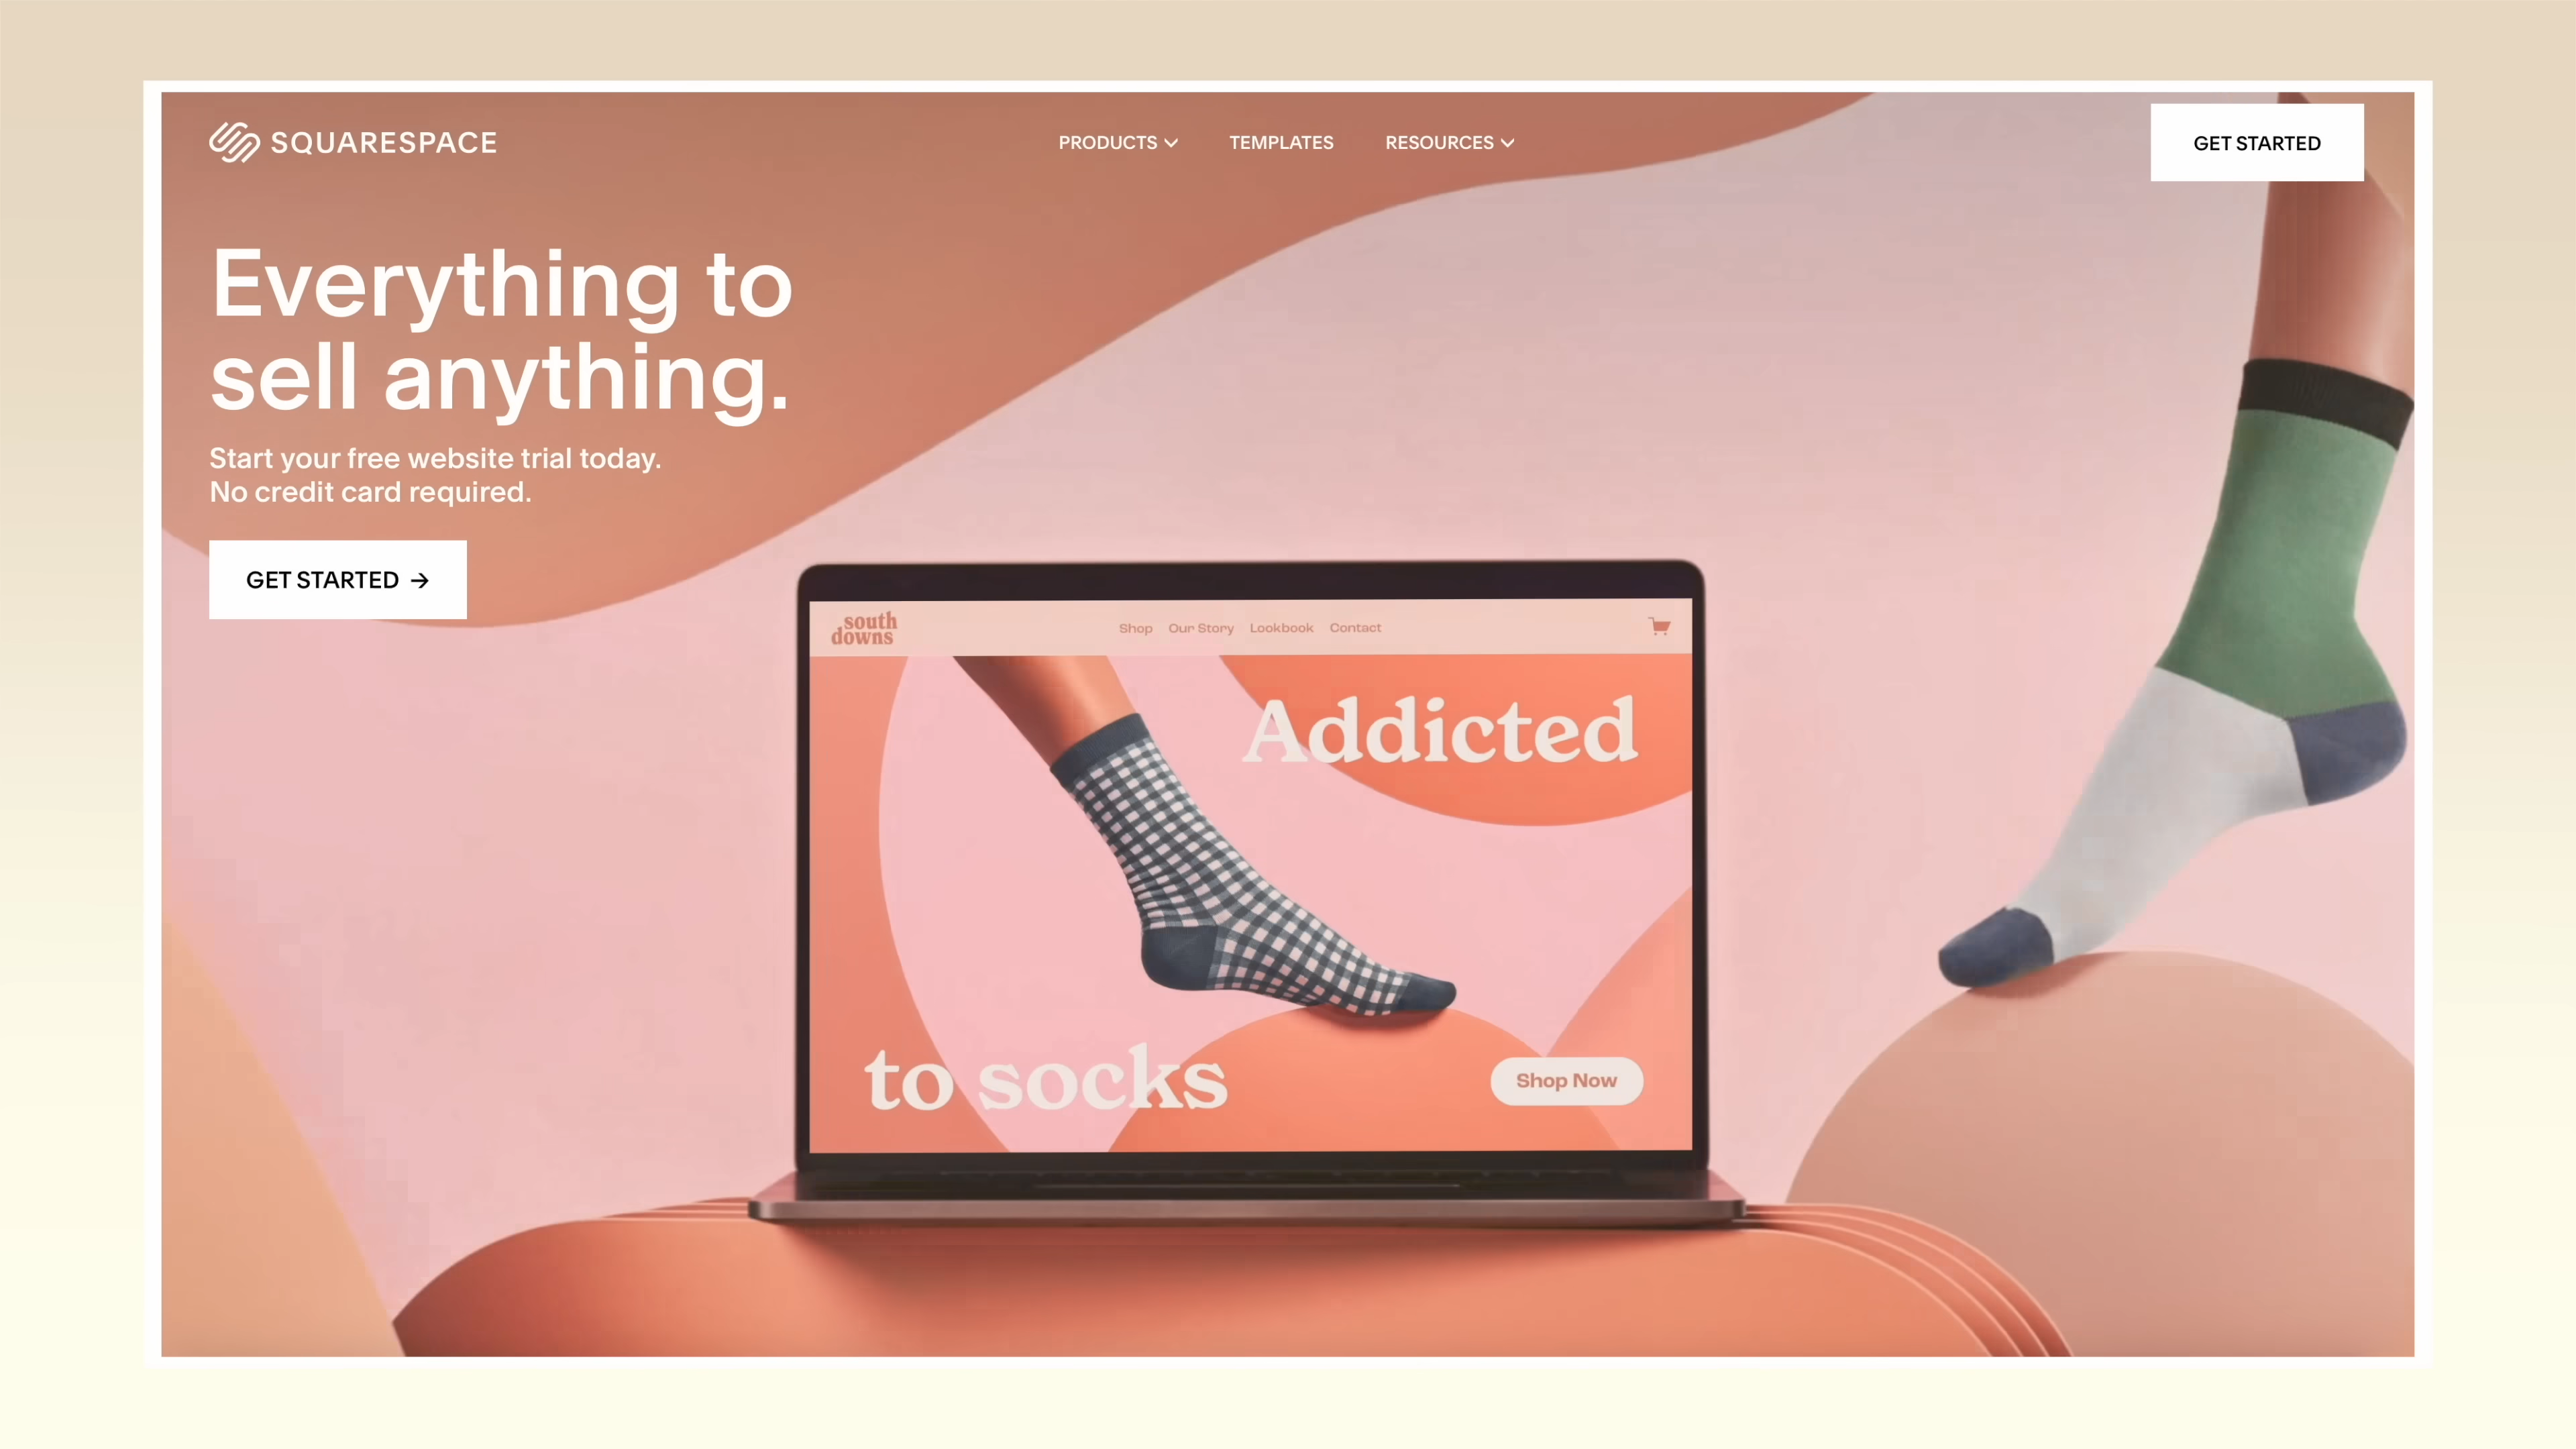 SQUARESPACE
PRODUCTS
TEMPLATES
RESOURCES
GET STARTED
Everything to
sell anything.
Start your free website trial today.
No credit card required.
GET STARTED →
south
downs
Shop
Our Story
Lookbook
Contact
Addicted
to socks
Shop Now